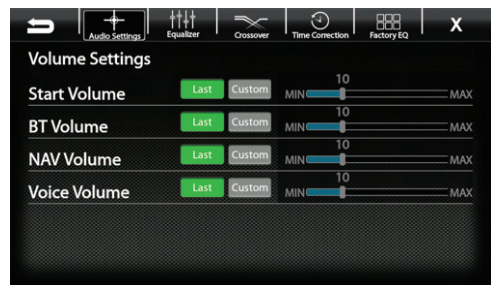 Audio Settings Equalizer Crossover Time Correction Factory EQ X
Volume Settings
Start Volume Last Custom MIN 10 MAX
BT Volume Last Custom MIN 10 MAX
NAV Volume Last Custom MIN 10 MAX
Voice Volume Last Custom MIN 10 MAX